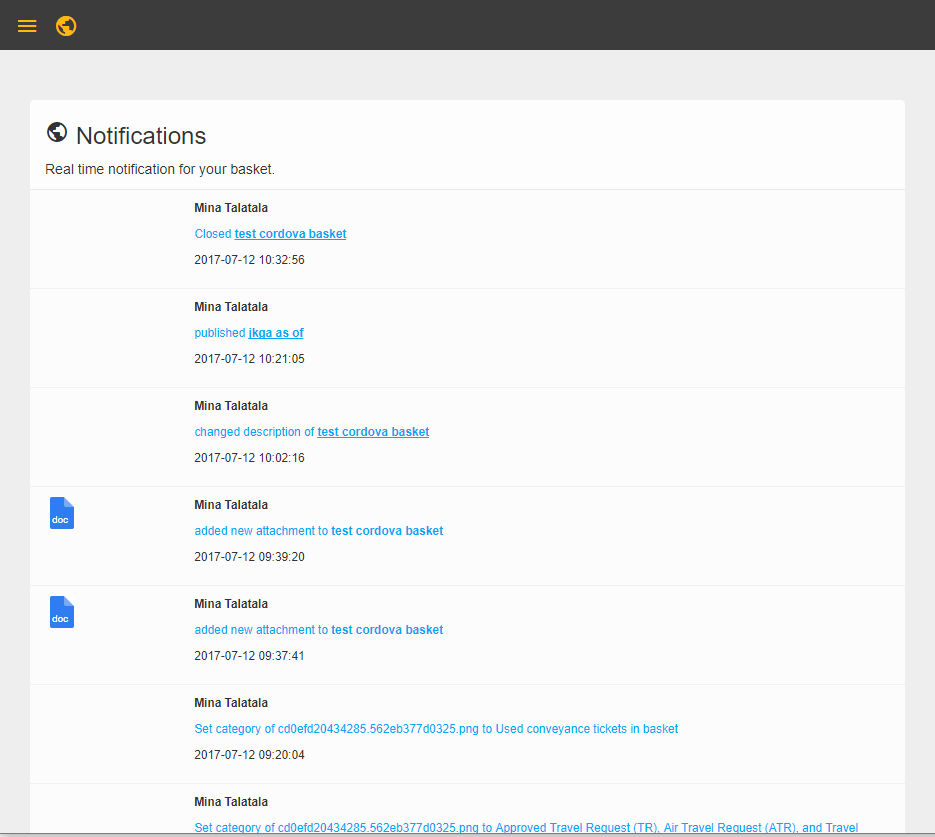 Notifications
Real time notification for your basket.
Mina Talatala
Closed test cordova basket
2017-07-12 10:32:56
Mina Talatala
published jkga as of
2017-07-12 10:21:05
Mina Talatala
changed description of test cordova basket
2017-07-12 10:02:16
doc
Mina Talatala
added new attachment to test cordova basket
2017-07-12 09:39:20
doc
Mina Talatala
added new attachment to test cordova basket
2017-07-12 09:37:41
Mina Talatala
Set category of cd0efd20434285.562eb377d0325.png to Used conveyance tickets in basket
2017-07-12 09:20:04
Mina Talatala
Set category of cd0efd20434285.562eb377d0325.png to Approved Travel Request (TR), Air Travel Request (ATR), and Travel